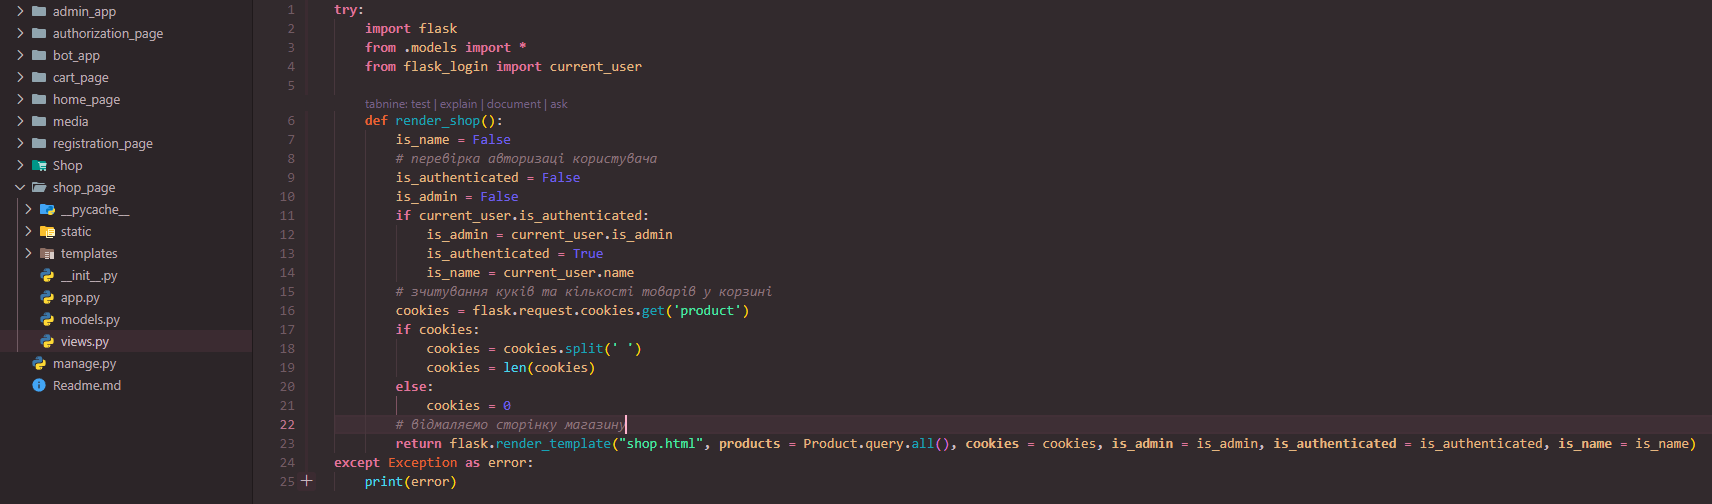 admin_app
authorization_page
bot_app
cart_page
home_page
media
registration_page
Shop
shop_page
__pycache__
static
templates
__init__.py
app.py
models.py
views.py
manage.py
Readme.md
1 try:
2 import flask
3 from .models import *
4 from flask_login import current_user
5
tabnine: test | explain | document | ask
6 def render_shop():
7 is_name = False
8 # перевірка авторизаці користувача
9 is_authenticated = False
10 is_admin = False
11 if current_user.is_authenticated:
12 is_admin = current_user.is_admin
13 is_authenticated = True
14 is_name = current_user.name
15 # зчитування куків та кількості товарів у корзині
16 cookies = flask.request.cookies.get('product')
17 if cookies:
18 cookies = cookies.split(' ')
19 cookies = len(cookies)
20 else:
21 cookies = 0
22 # відмаляємо сторінку магазину
23 return flask.render_template("shop.html", products = Product.query.all(), cookies = cookies, is_admin = is_admin, is_authenticated = is_authenticated, is_name = is_name)
24 except Exception as error:
25 print(error)